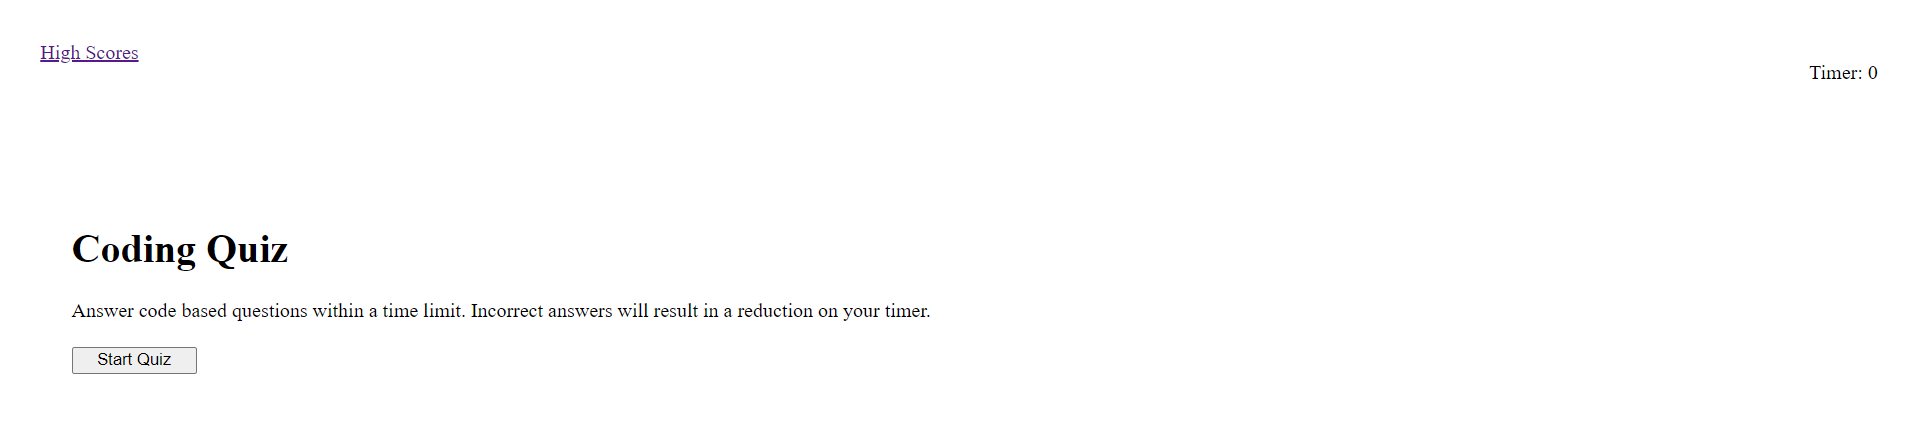 High Scores
Timer: 0
Coding Quiz
Answer code based questions within a time limit. Incorrect answers will result in a reduction on your timer.
Start Quiz